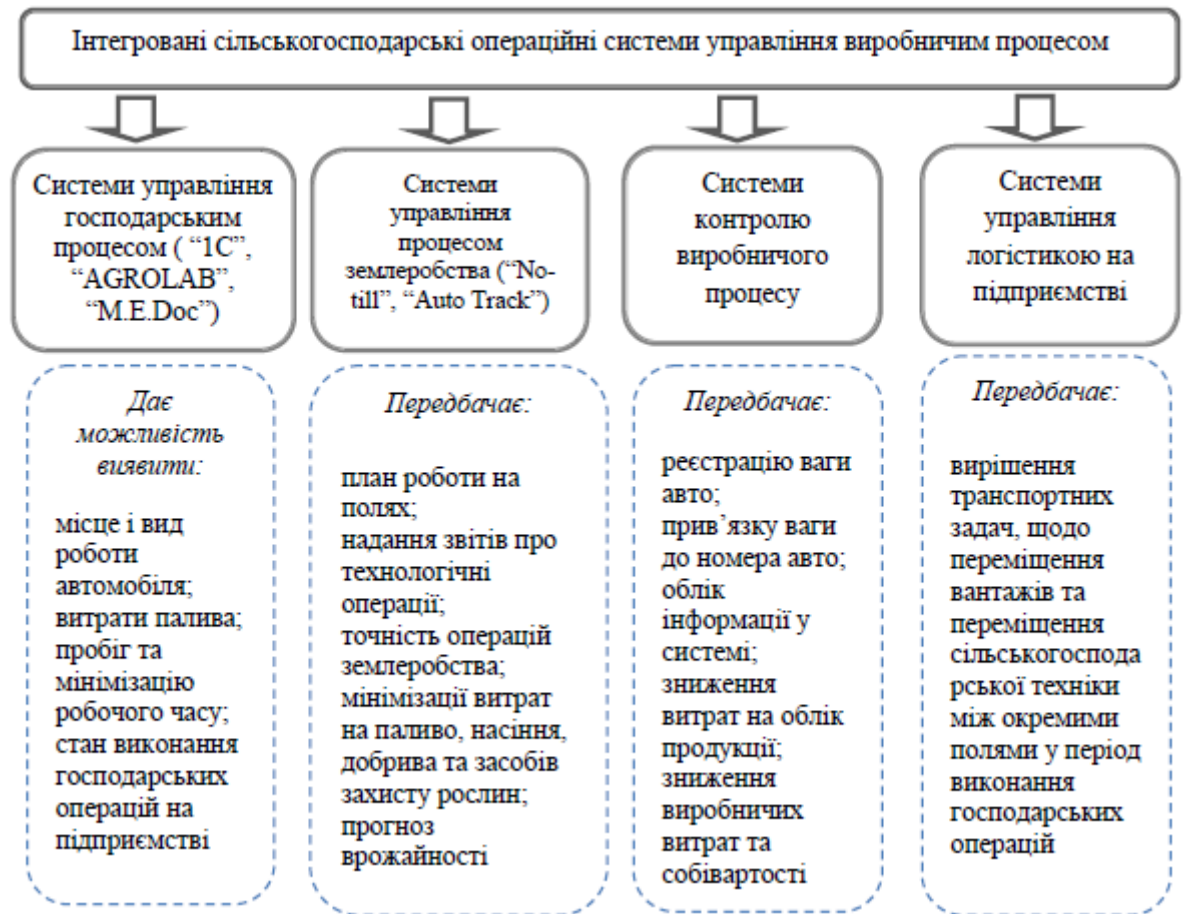 Інтегровані сільськогосподарські операційні системи управління виробничим процесом
Системи управління
господарським
процесом ( “1С”,
“AGROLAB”,
“M.E.Doc”)
Системи
управління
процесом
землеробства (“No-
till”, “Auto Track”)
Системи
контролю
виробничого
процесу
Системи
управління
логістикою на
підприємстві
Дає
можливість
виявити:
місце і вид
роботи
автомобіля;
витрати палива;
пробіг та
мінімізацію
робочого часу;
стан виконання
господарських
операцій на
підприємстві
Передбачає:
план роботи на
полях;
надання звітів про
технологічні
операції;
точність операцій
землеробства;
мінімізації витрат
на паливо, насіння,
добрива та засобів
захисту рослин;
прогноз
врожайності
Передбачає:
реєстрацію ваги
авто;
прив’язку ваги
до номера авто;
облік
інформації у
системі;
зниження
витрат на облік
продукції;
зниження
виробничих
витрат та
собівартості
Передбачає:
вирішення
транспортних
задач, щодо
переміщення
вантажів та
переміщення
сільськогоспода
рської техніки
між окремими
полями у період
виконання
господарських
операцій